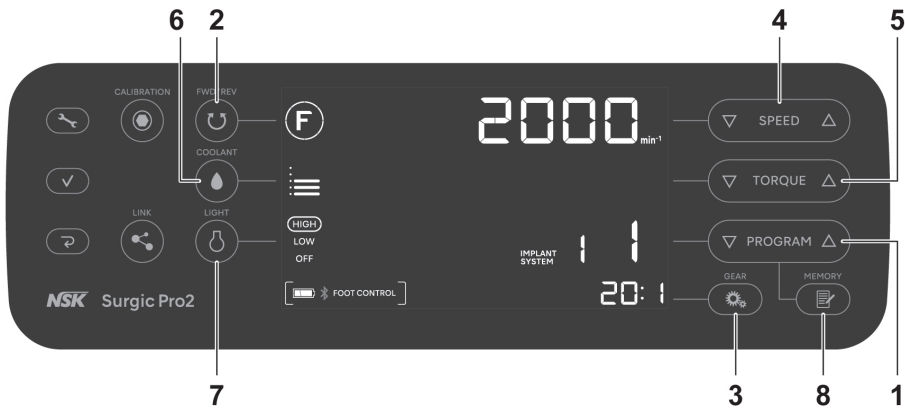 6 2 4 5
CALIBRATION FWD/REV
F 2000 min⁻¹
▽ SPEED △
COOLANT
▽ TORQUE △
LINK LIGHT
HIGH
LOW
OFF
IMPLANT
SYSTEM 1 1
▽ PROGRAM △
GEAR MEMORY
NSK Surgic Pro2
FOOT CONTROL
20:1
7 3 8 1